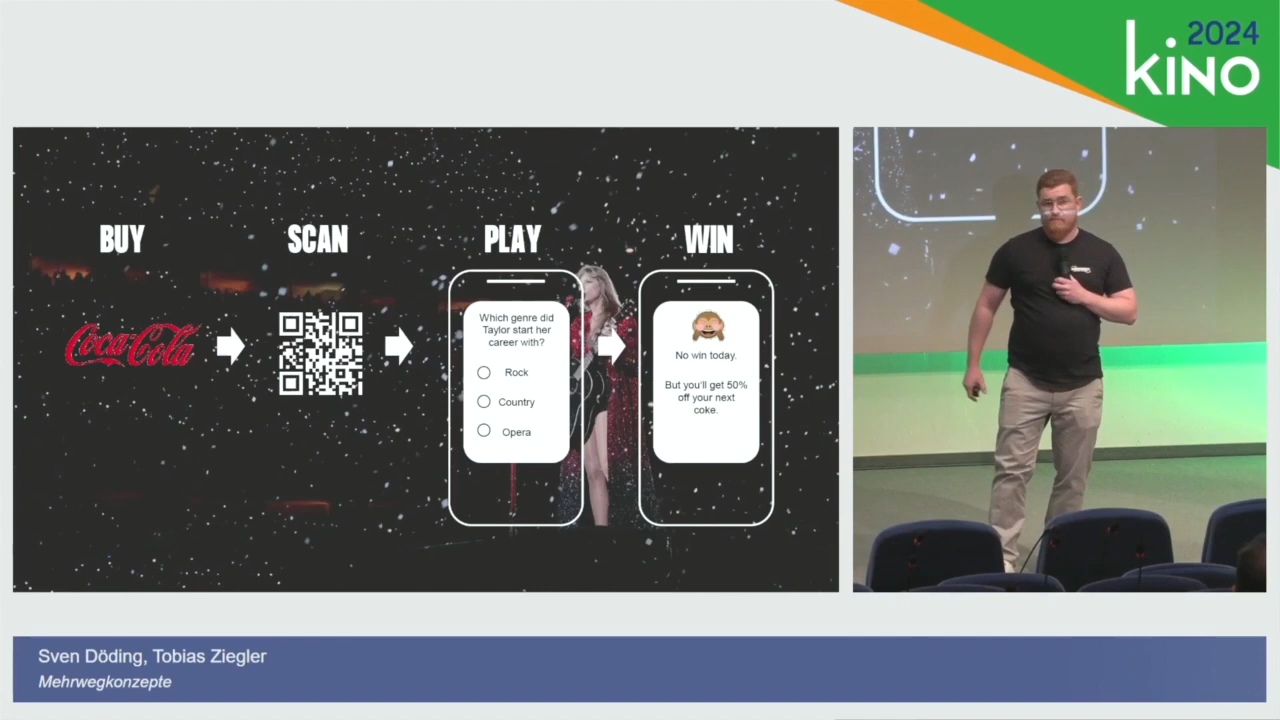 2024
kiNO
BUY
SCAN
PLAY
WIN
Coca-Cola
Which genre did
Taylor start her
career with?
Rock
Country
Opera
No win today.
But you'll get 50%
off your next
coke.
Sven Döding, Tobias Ziegler
Mehrwegkonzepte